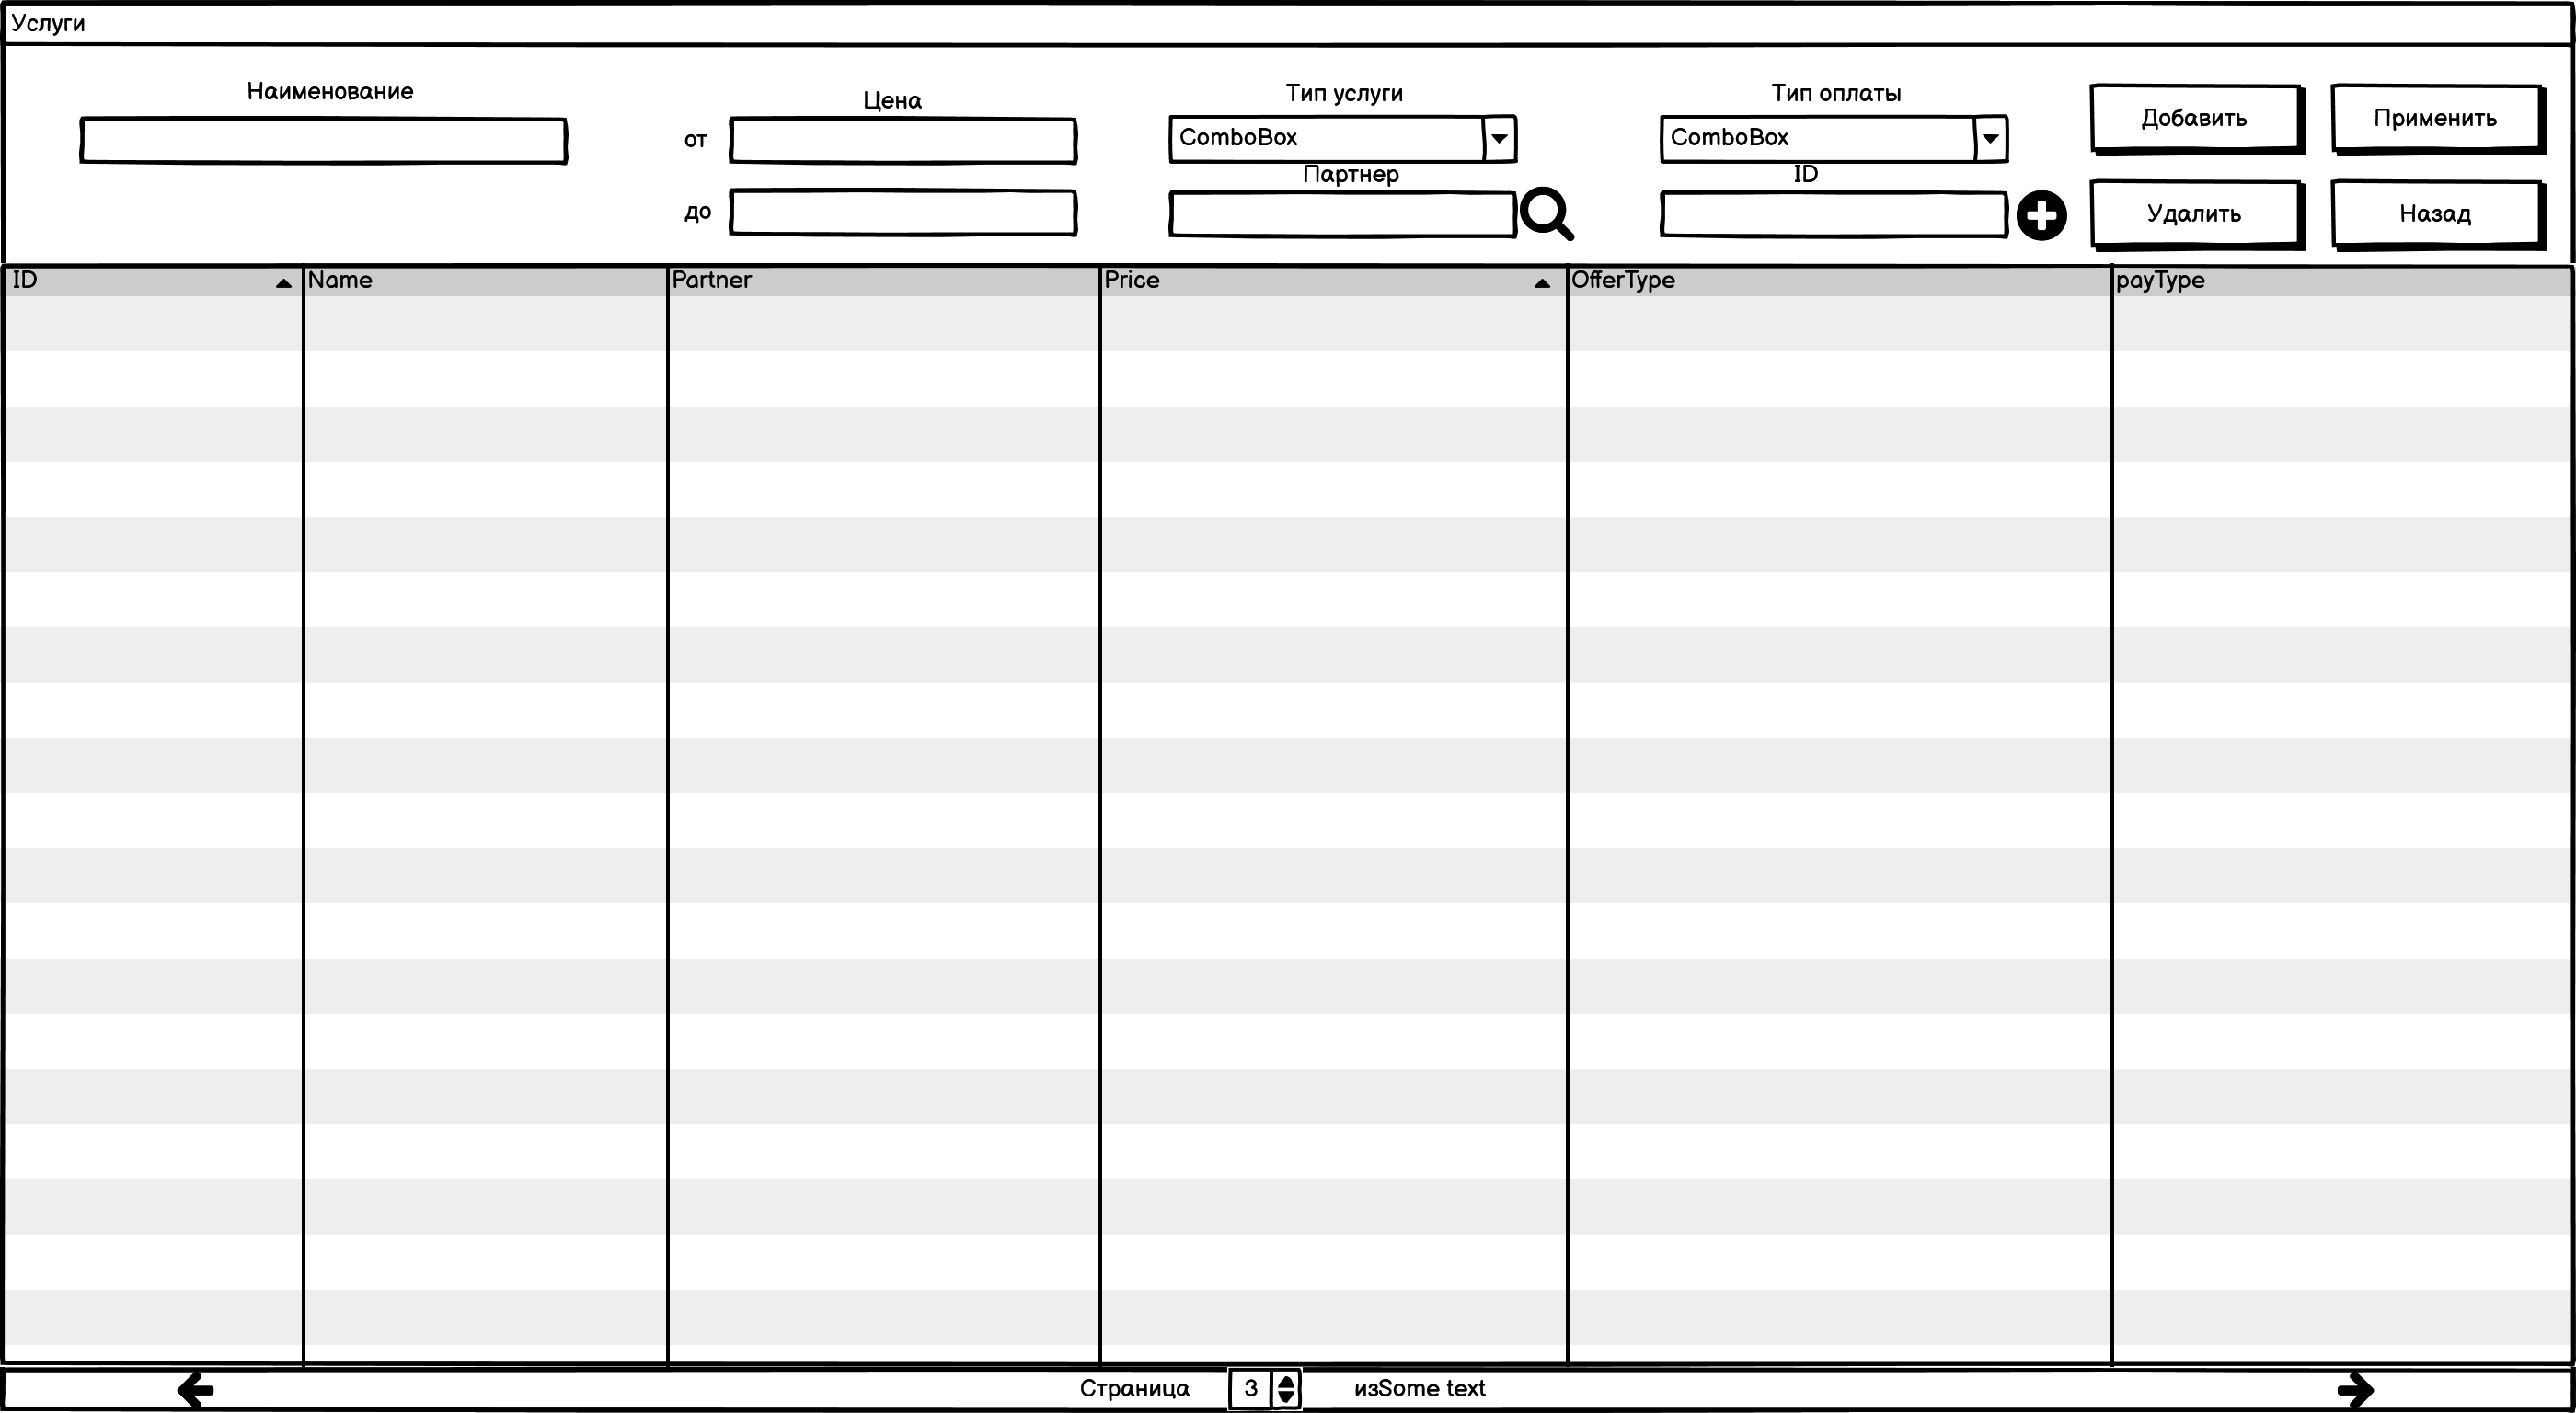 Услуги
Наименование
Цена
Тип услуги
Тип оплаты
от
ComboBox
ComboBox
Добавить
Применить
Партнер
ID
до
Удалить
Назад
ID Name Partner Price OfferType payType
Страница 3 изSome text